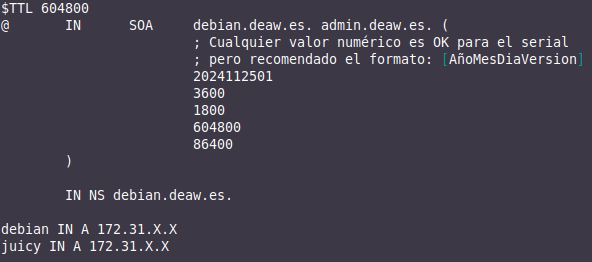 $TTL 604800
@ IN SOA debian.deaw.es. admin.deaw.es. (
; Cualquier valor numérico es OK para el serial
; pero recomendado el formato: [AñoMesDiaVersion]
2024112501
3600
1800
604800
86400
)
IN NS debian.deaw.es.
debian IN A 172.31.X.X
juicy IN A 172.31.X.X